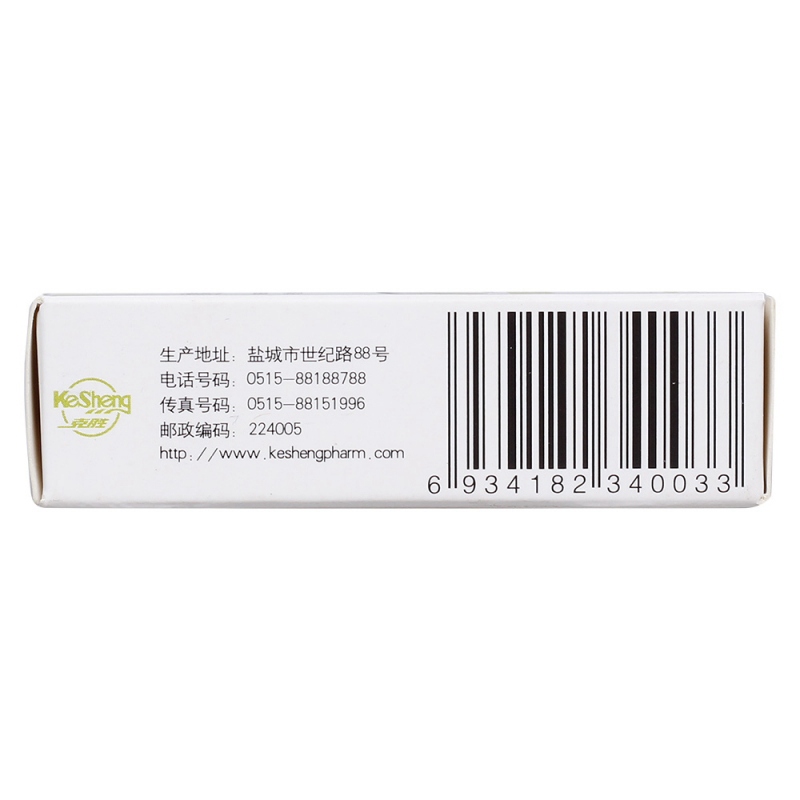 KeSheng
克胜
生产地址：盐城市世纪路88号
电话号码：0515-88188788
传真号码：0515-88151996
邮政编码：224005
http://www.keshengpharm.com
6 934182 340033